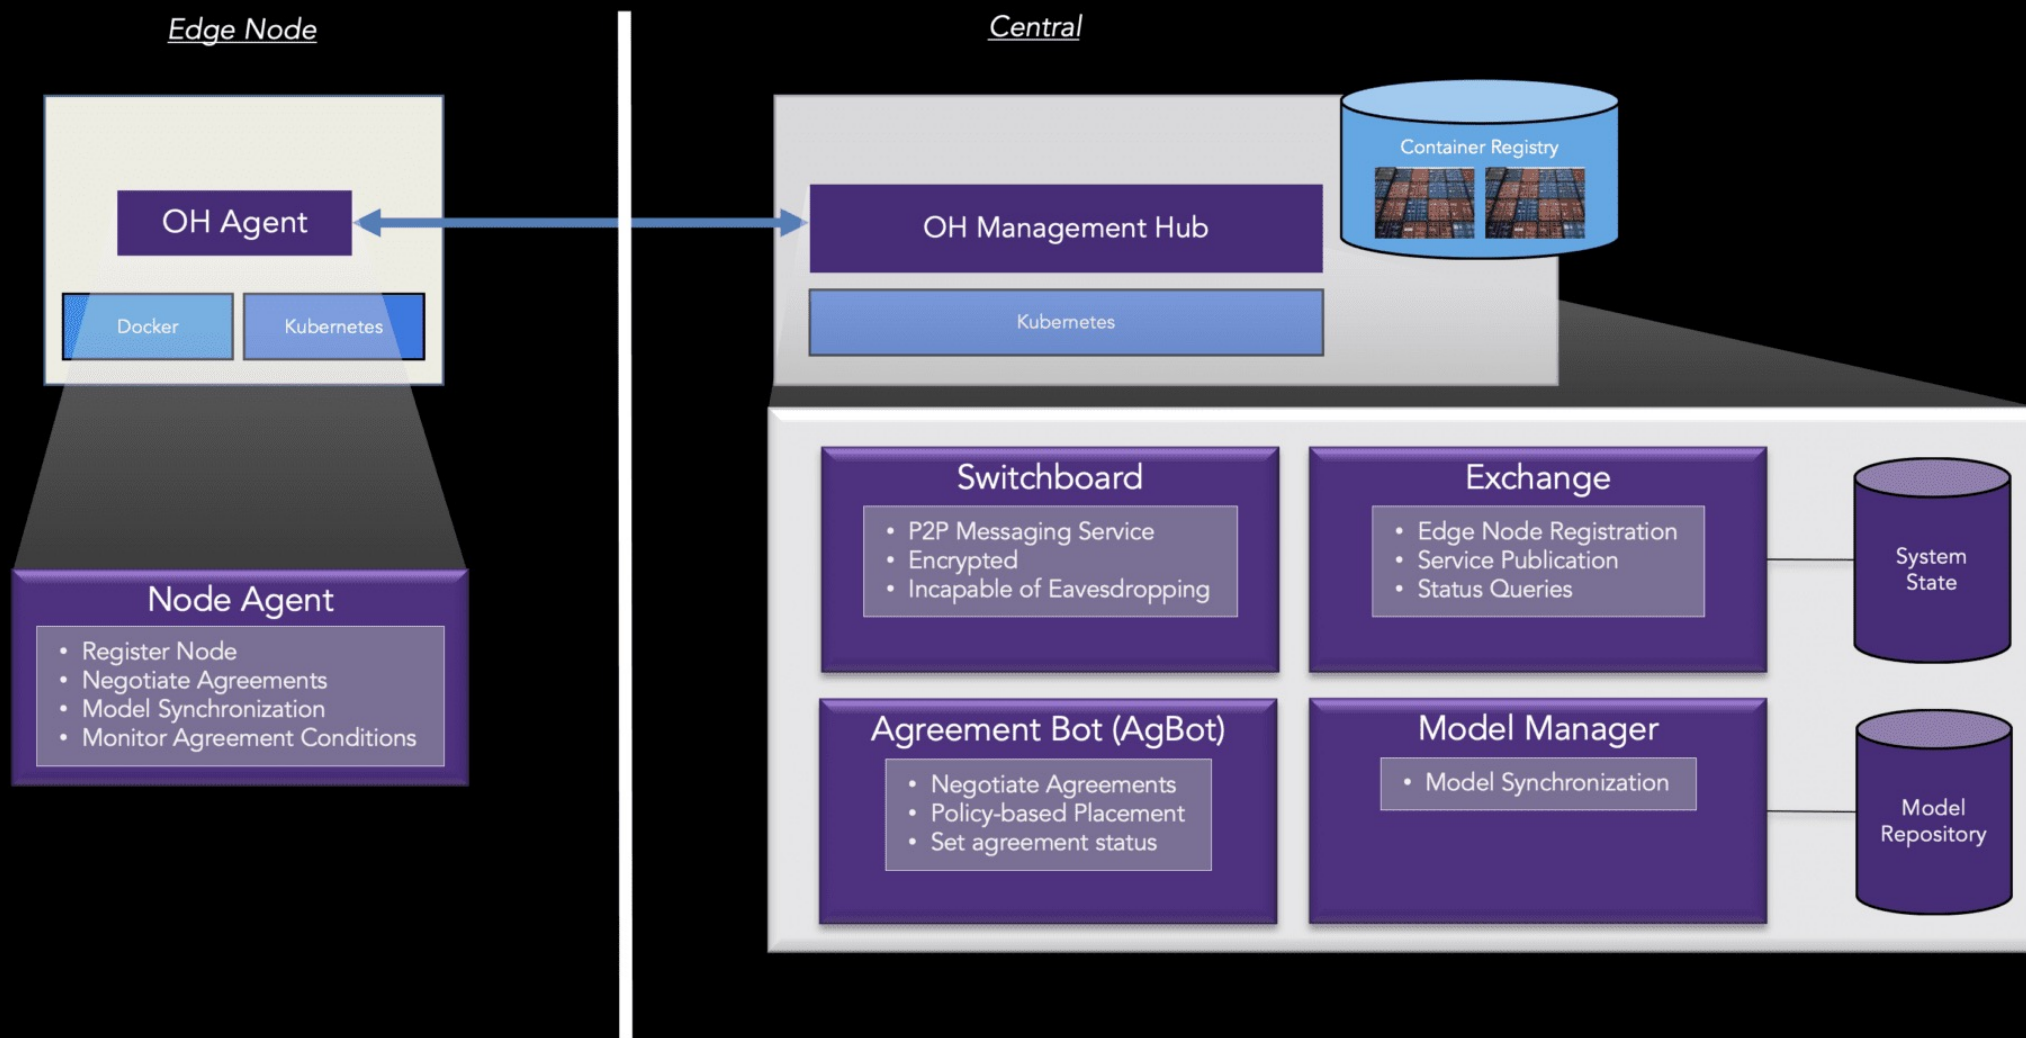 Edge Node
Central
OH Agent
Docker
Kubernetes
OH Management Hub
Kubernetes
Container Registry
Node Agent
• Register Node
• Negotiate Agreements
• Model Synchronization
• Monitor Agreement Conditions
Switchboard
• P2P Messaging Service
• Encrypted
• Incapable of Eavesdropping
Exchange
• Edge Node Registration
• Service Publication
• Status Queries
System
State
Agreement Bot (AgBot)
• Negotiate Agreements
• Policy-based Placement
• Set agreement status
Model Manager
• Model Synchronization
Model
Repository